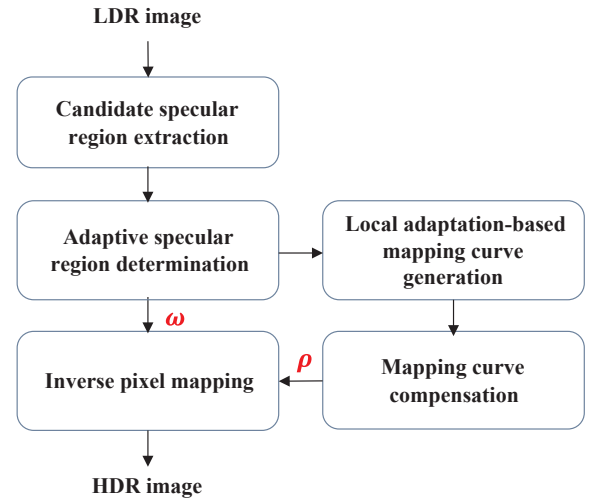 LDR image
Candidate specular
region extraction
Adaptive specular
region determination
Local adaptation-based
mapping curve
generation
ω
ρ
Inverse pixel mapping
Mapping curve
compensation
HDR image